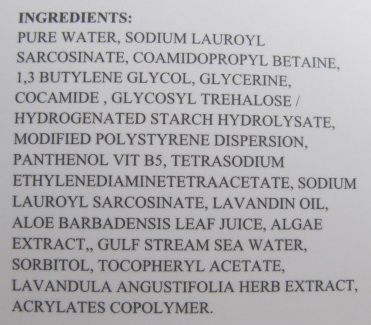 INGREDIENTS:
PURE WATER, SODIUM LAUROYL
SARCOSINATE, COAMIDOPROPYL BETAINE,
1,3 BUTYLENE GLYCOL, GLYCERINE,
COCAMIDE , GLYCOSYL TREHALOSE /
HYDROGENATED STARCH HYDROLYSATE,
MODIFIED POLYSTYRENE DISPERSION,
PANTHENOL VIT B5, TETRASODIUM
ETHYLENEDIAMINETETRAACETATE, SODIUM
LAUROYL SARCOSINATE, LAVANDIN OIL,
ALOE BARBADENSIS LEAF JUICE, ALGAE
EXTRACT,, GULF STREAM SEA WATER,
SORBITOL, TOCOPHERYL ACETATE,
LAVANDULA ANGUSTIFOLIA HERB EXTRACT,
ACRYLATES COPOLYMER.